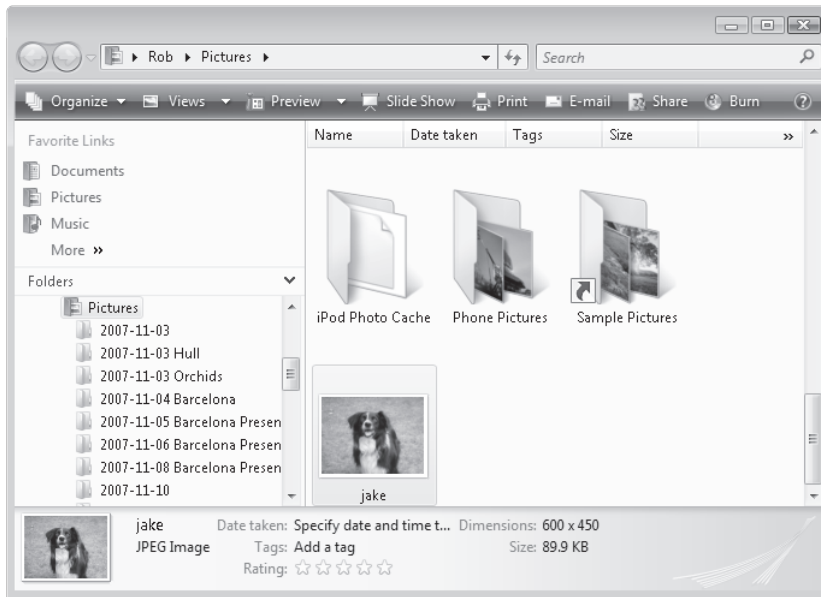 Rob Pictures
Search
Organize Views Preview Slide Show Print E-mail Share Burn ?
Favorite Links
Documents
Pictures
Music
More »
Folders
Pictures
2007-11-03
2007-11-03 Hull
2007-11-03 Orchids
2007-11-04 Barcelona
2007-11-05 Barcelona Presen
2007-11-06 Barcelona Presen
2007-11-08 Barcelona Presen
2007-11-10
Name Date taken Tags Size »
iPod Photo Cache Phone Pictures Sample Pictures
jake
jake Date taken: Specify date and time t... Dimensions: 600 x 450
JPEG Image Tags: Add a tag Size: 89.9 KB
Rating: